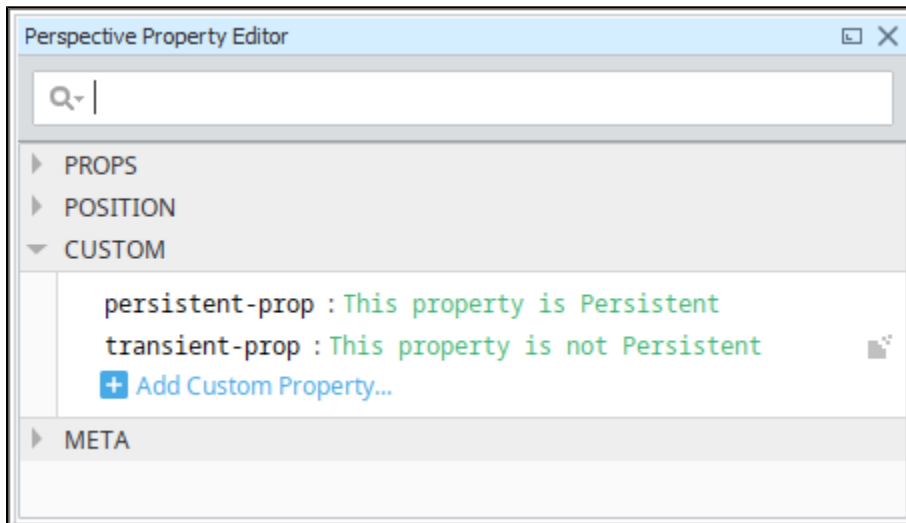 Perspective Property Editor
PROPS
POSITION
CUSTOM
persistent-prop : This property is Persistent
transient-prop : This property is not Persistent
Add Custom Property...
META